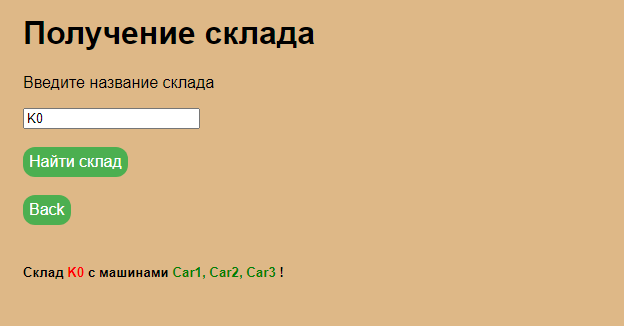 Получение склада
Введите название склада
K0
Найти склад
Back
Склад K0 с машинами Car1, Car2, Car3 !